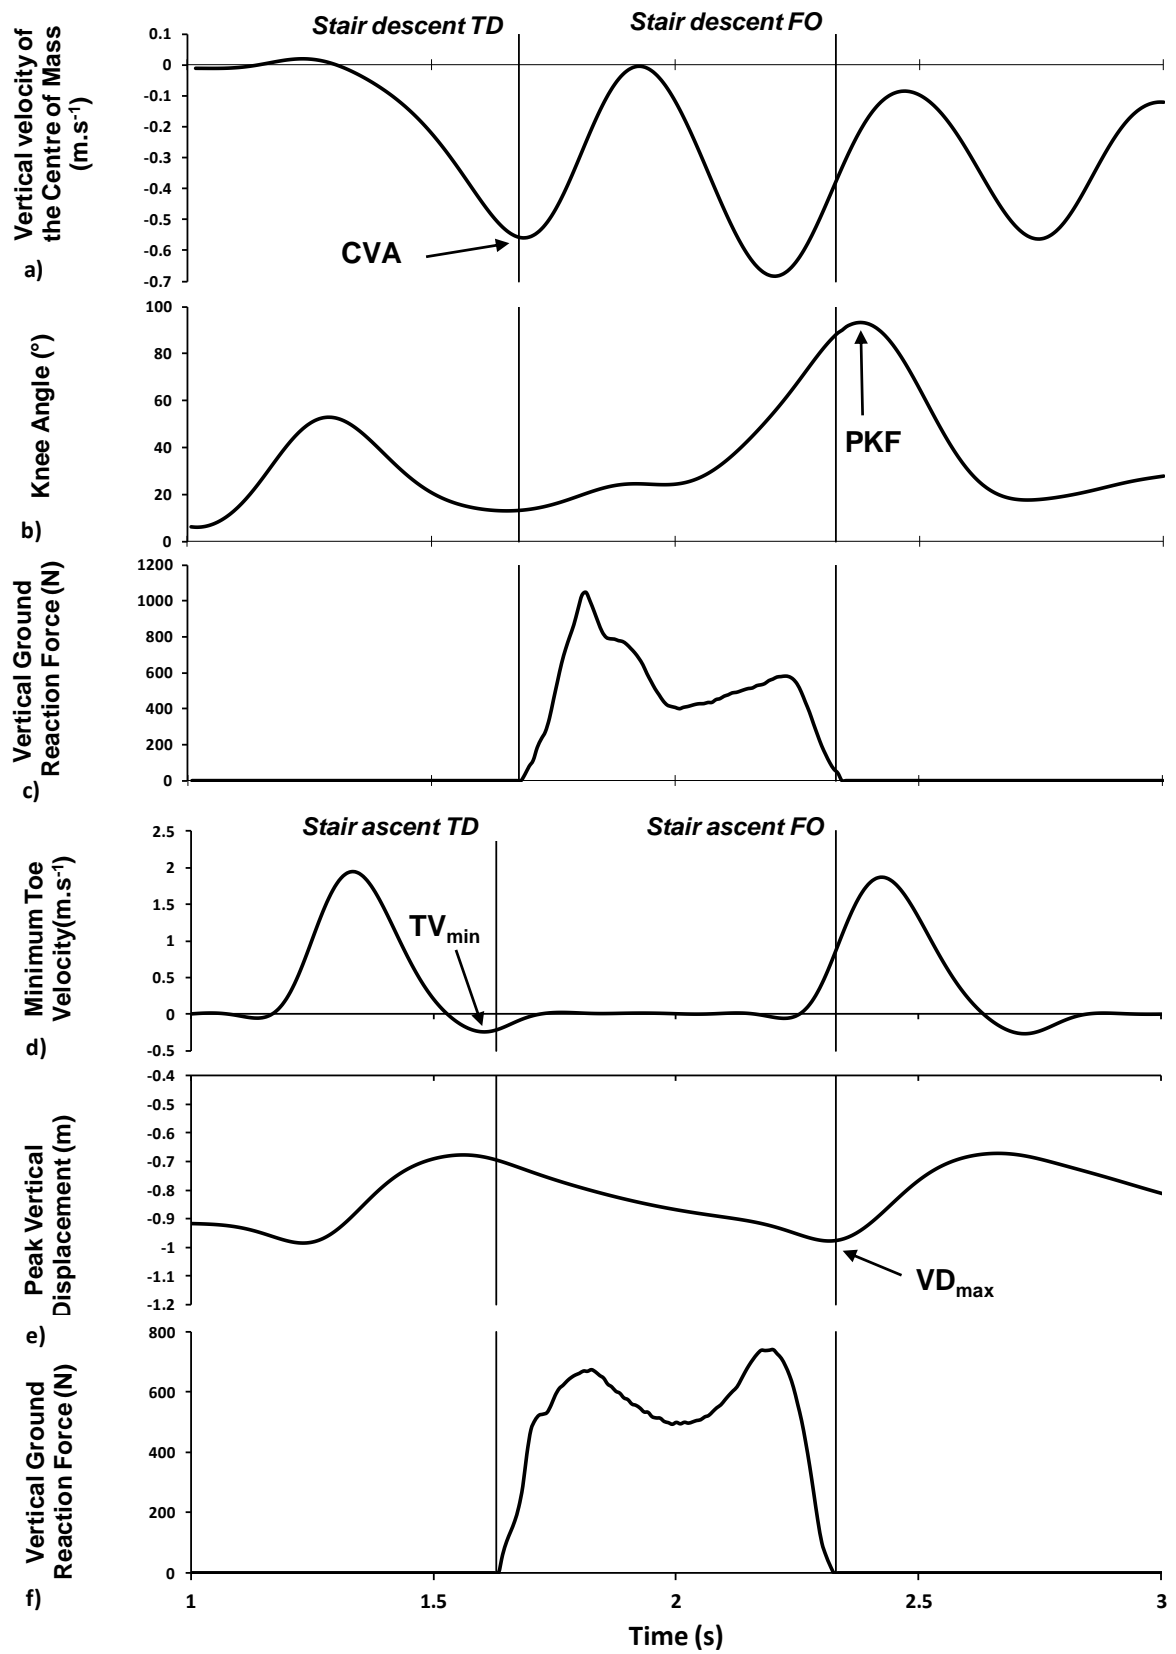 Stair descent TD
Stair descent FO
Vertical velocity of
the Centre of Mass
(m.s-1)
a)
0.1
0
-0.1
-0.2
-0.3
-0.4
-0.5
-0.6
-0.7
CVA
Knee Angle (°)
b)
100
80
60
40
20
0
PKF
Vertical Ground
Reaction Force (N)
c)
1200
1000
800
600
400
200
0
Stair ascent TD
Stair ascent FO
Minimum Toe
Velocity(m.s-1)
d)
2.5
2
1.5
1
0.5
0
-0.5
TVmin
Peak Vertical
Displacement (m)
e)
-0.4
-0.5
-0.6
-0.7
-0.8
-0.9
-1
-1.1
-1.2
VDmax
Vertical Ground
Reaction Force (N)
f)
800
600
400
200
0
1
1.5
2
2.5
3
Time (s)